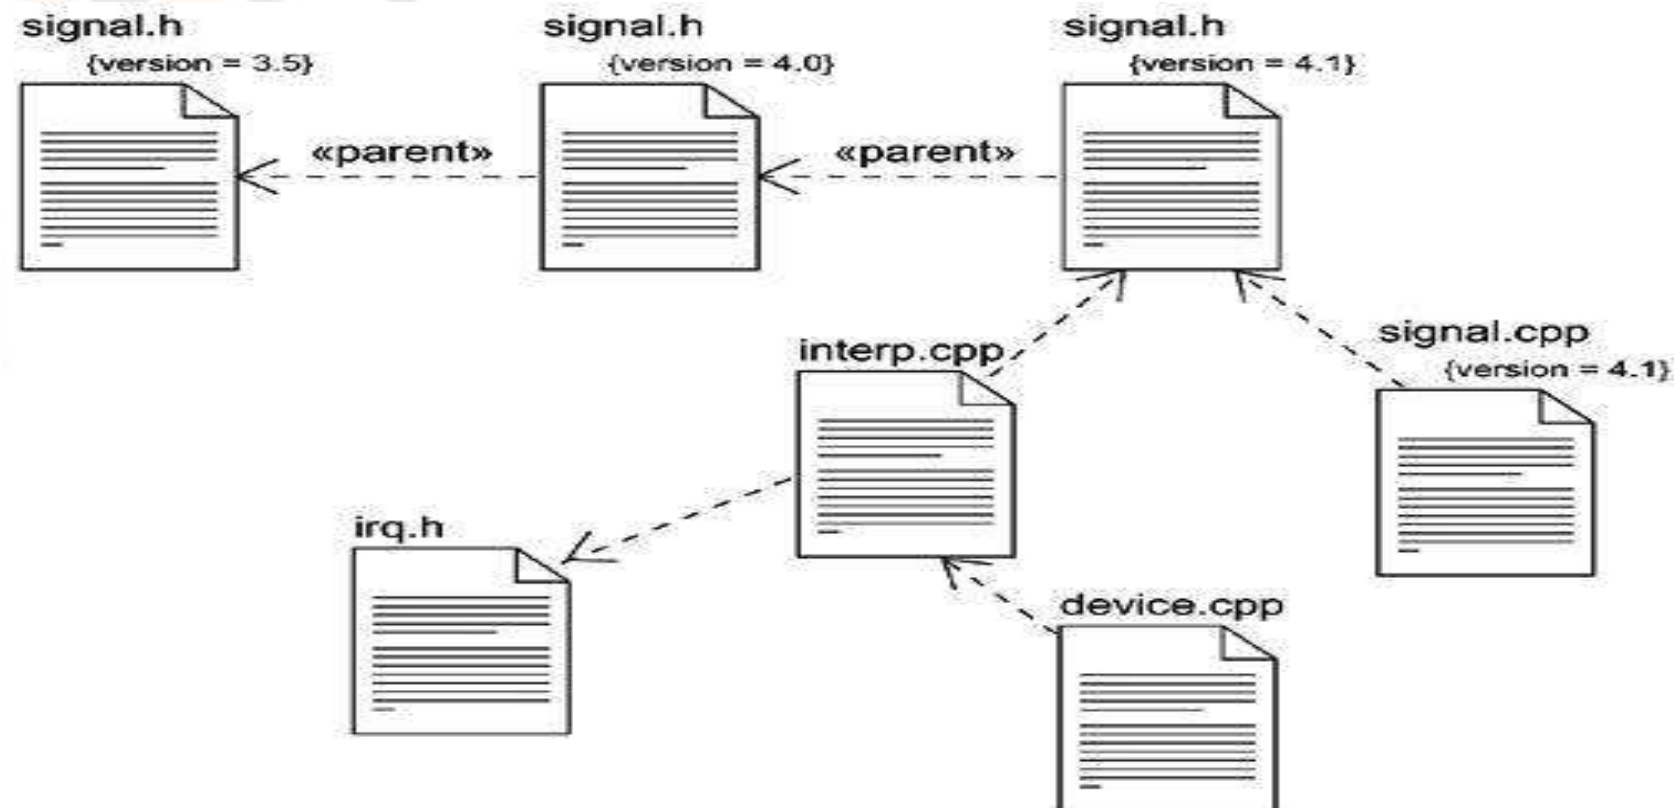 signal.h
{version = 3.5}
signal.h
{version = 4.0}
signal.h
{version = 4.1}
«parent»
«parent»
signal.cpp
{version = 4.1}
interp.cpp
irq.h
device.cpp